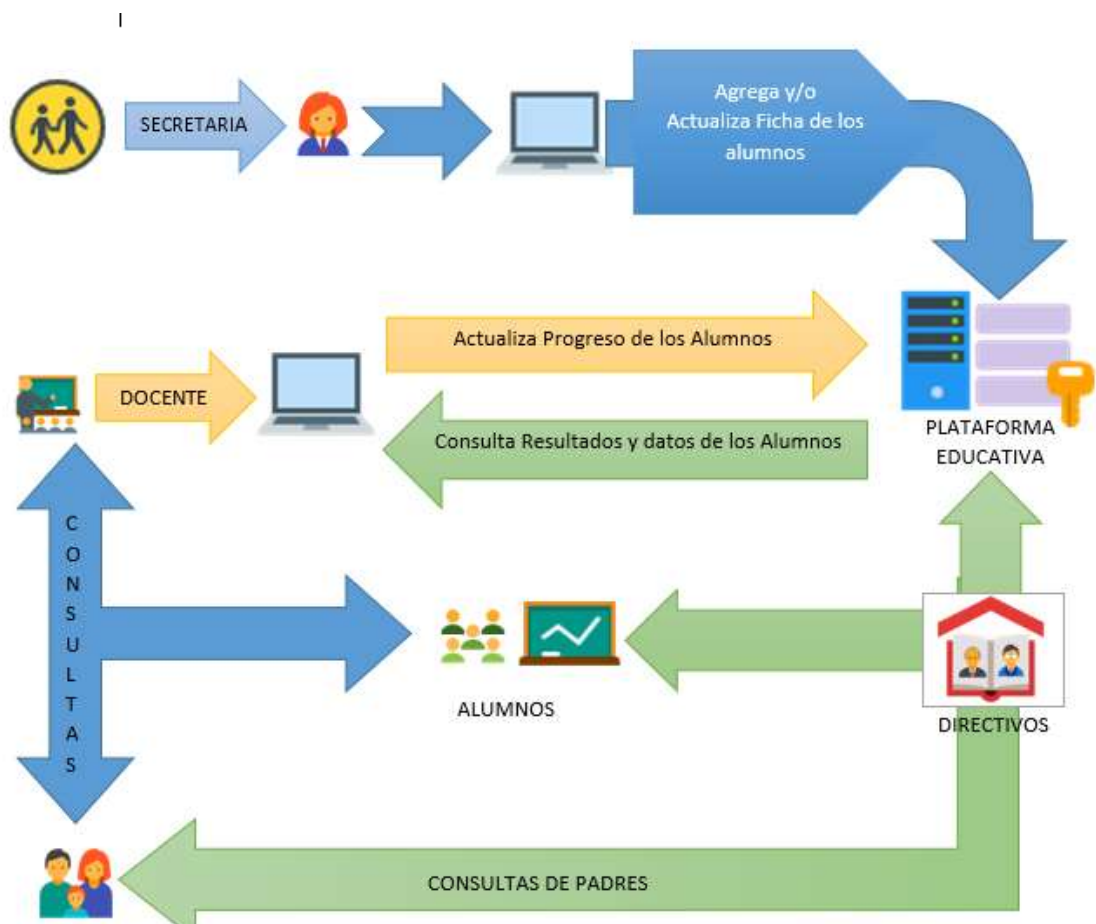 I
SECRETARIA
Agrega y/o
Actualiza Ficha de los
alumnos
Actualiza Progreso de los Alumnos
DOCENTE
Consulta Resultados y datos de los Alumnos
PLATAFORMA
EDUCATIVA
C
O
N
S
U
L
T
A
S
ALUMNOS
DIRECTIVOS
CONSULTAS DE PADRES